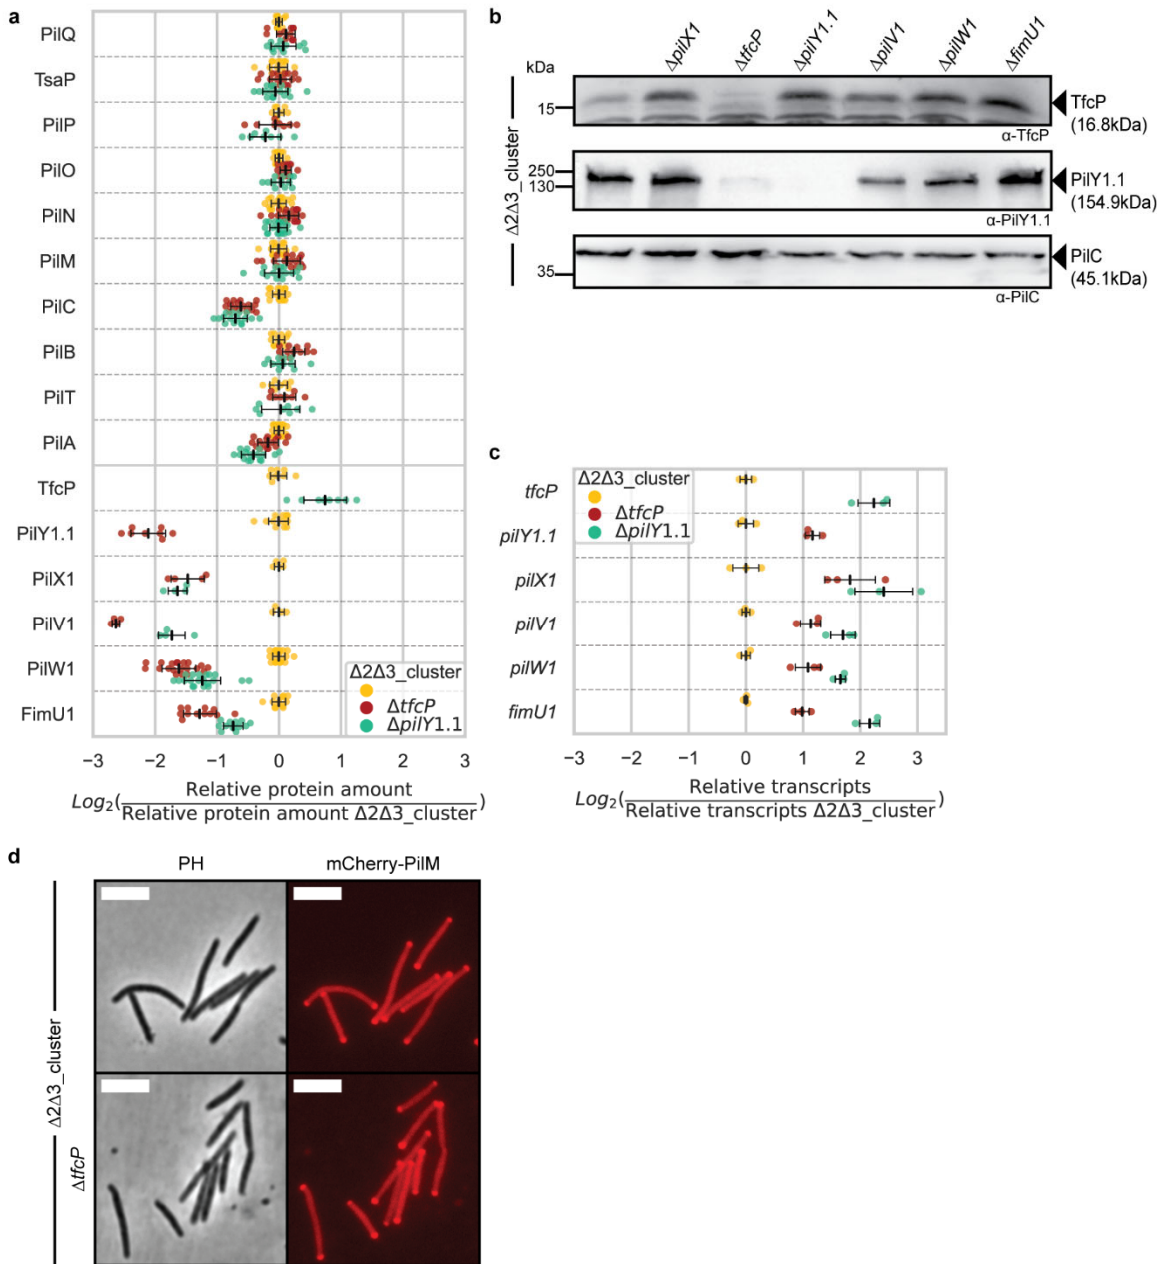 a
PilQ
TsaP
PilP
PilO
PilN
PilM
PilC
PilB
PilT
PilA
TfcP
PilY1.1
PilX1
PilV1
PilW1
FimU1
Δ2Δ3_cluster
ΔtfcP
ΔpilY1.1
−3 −2 −1 0 1 2 3
Log2(Relative protein amount / Relative protein amount Δ2Δ3_cluster)
b
ΔpilX1 ΔtfcP ΔpilY1.1 ΔpilV1 ΔpilW1 ΔfimU1
kDa
Δ2Δ3_cluster
15
TfcP
(16.8kDa)
α-TfcP
250
130
PilY1.1
(154.9kDa)
α-PilY1.1
35
PilC
(45.1kDa)
α-PilC
c
Δ2Δ3_cluster
ΔtfcP
ΔpilY1.1
tfcP
pilY1.1
pilX1
pilV1
pilW1
fimU1
−3 −2 −1 0 1 2 3
Log2(Relative transcripts / Relative transcripts Δ2Δ3_cluster)
d
PH mCherry-PilM
Δ2Δ3_cluster
ΔtfcP